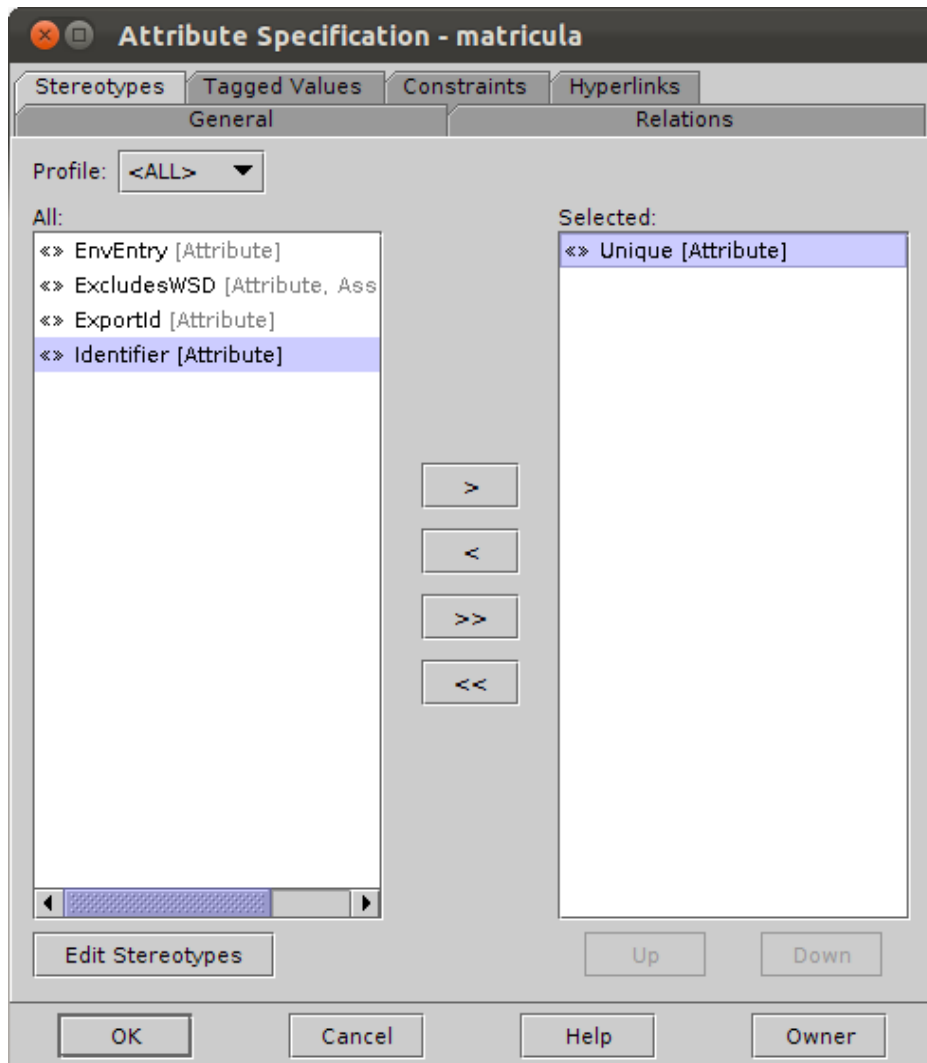 Attribute Specification - matricula
Stereotypes Tagged Values Constraints Hyperlinks
General Relations
Profile: <ALL>
All: Selected:
«» EnvEntry [Attribute] «» Unique [Attribute]
«» ExcludesWSD [Attribute, Ass
«» ExportId [Attribute]
«» Identifier [Attribute]
>
<
>>
<<
Edit Stereotypes Up Down
OK Cancel Help Owner